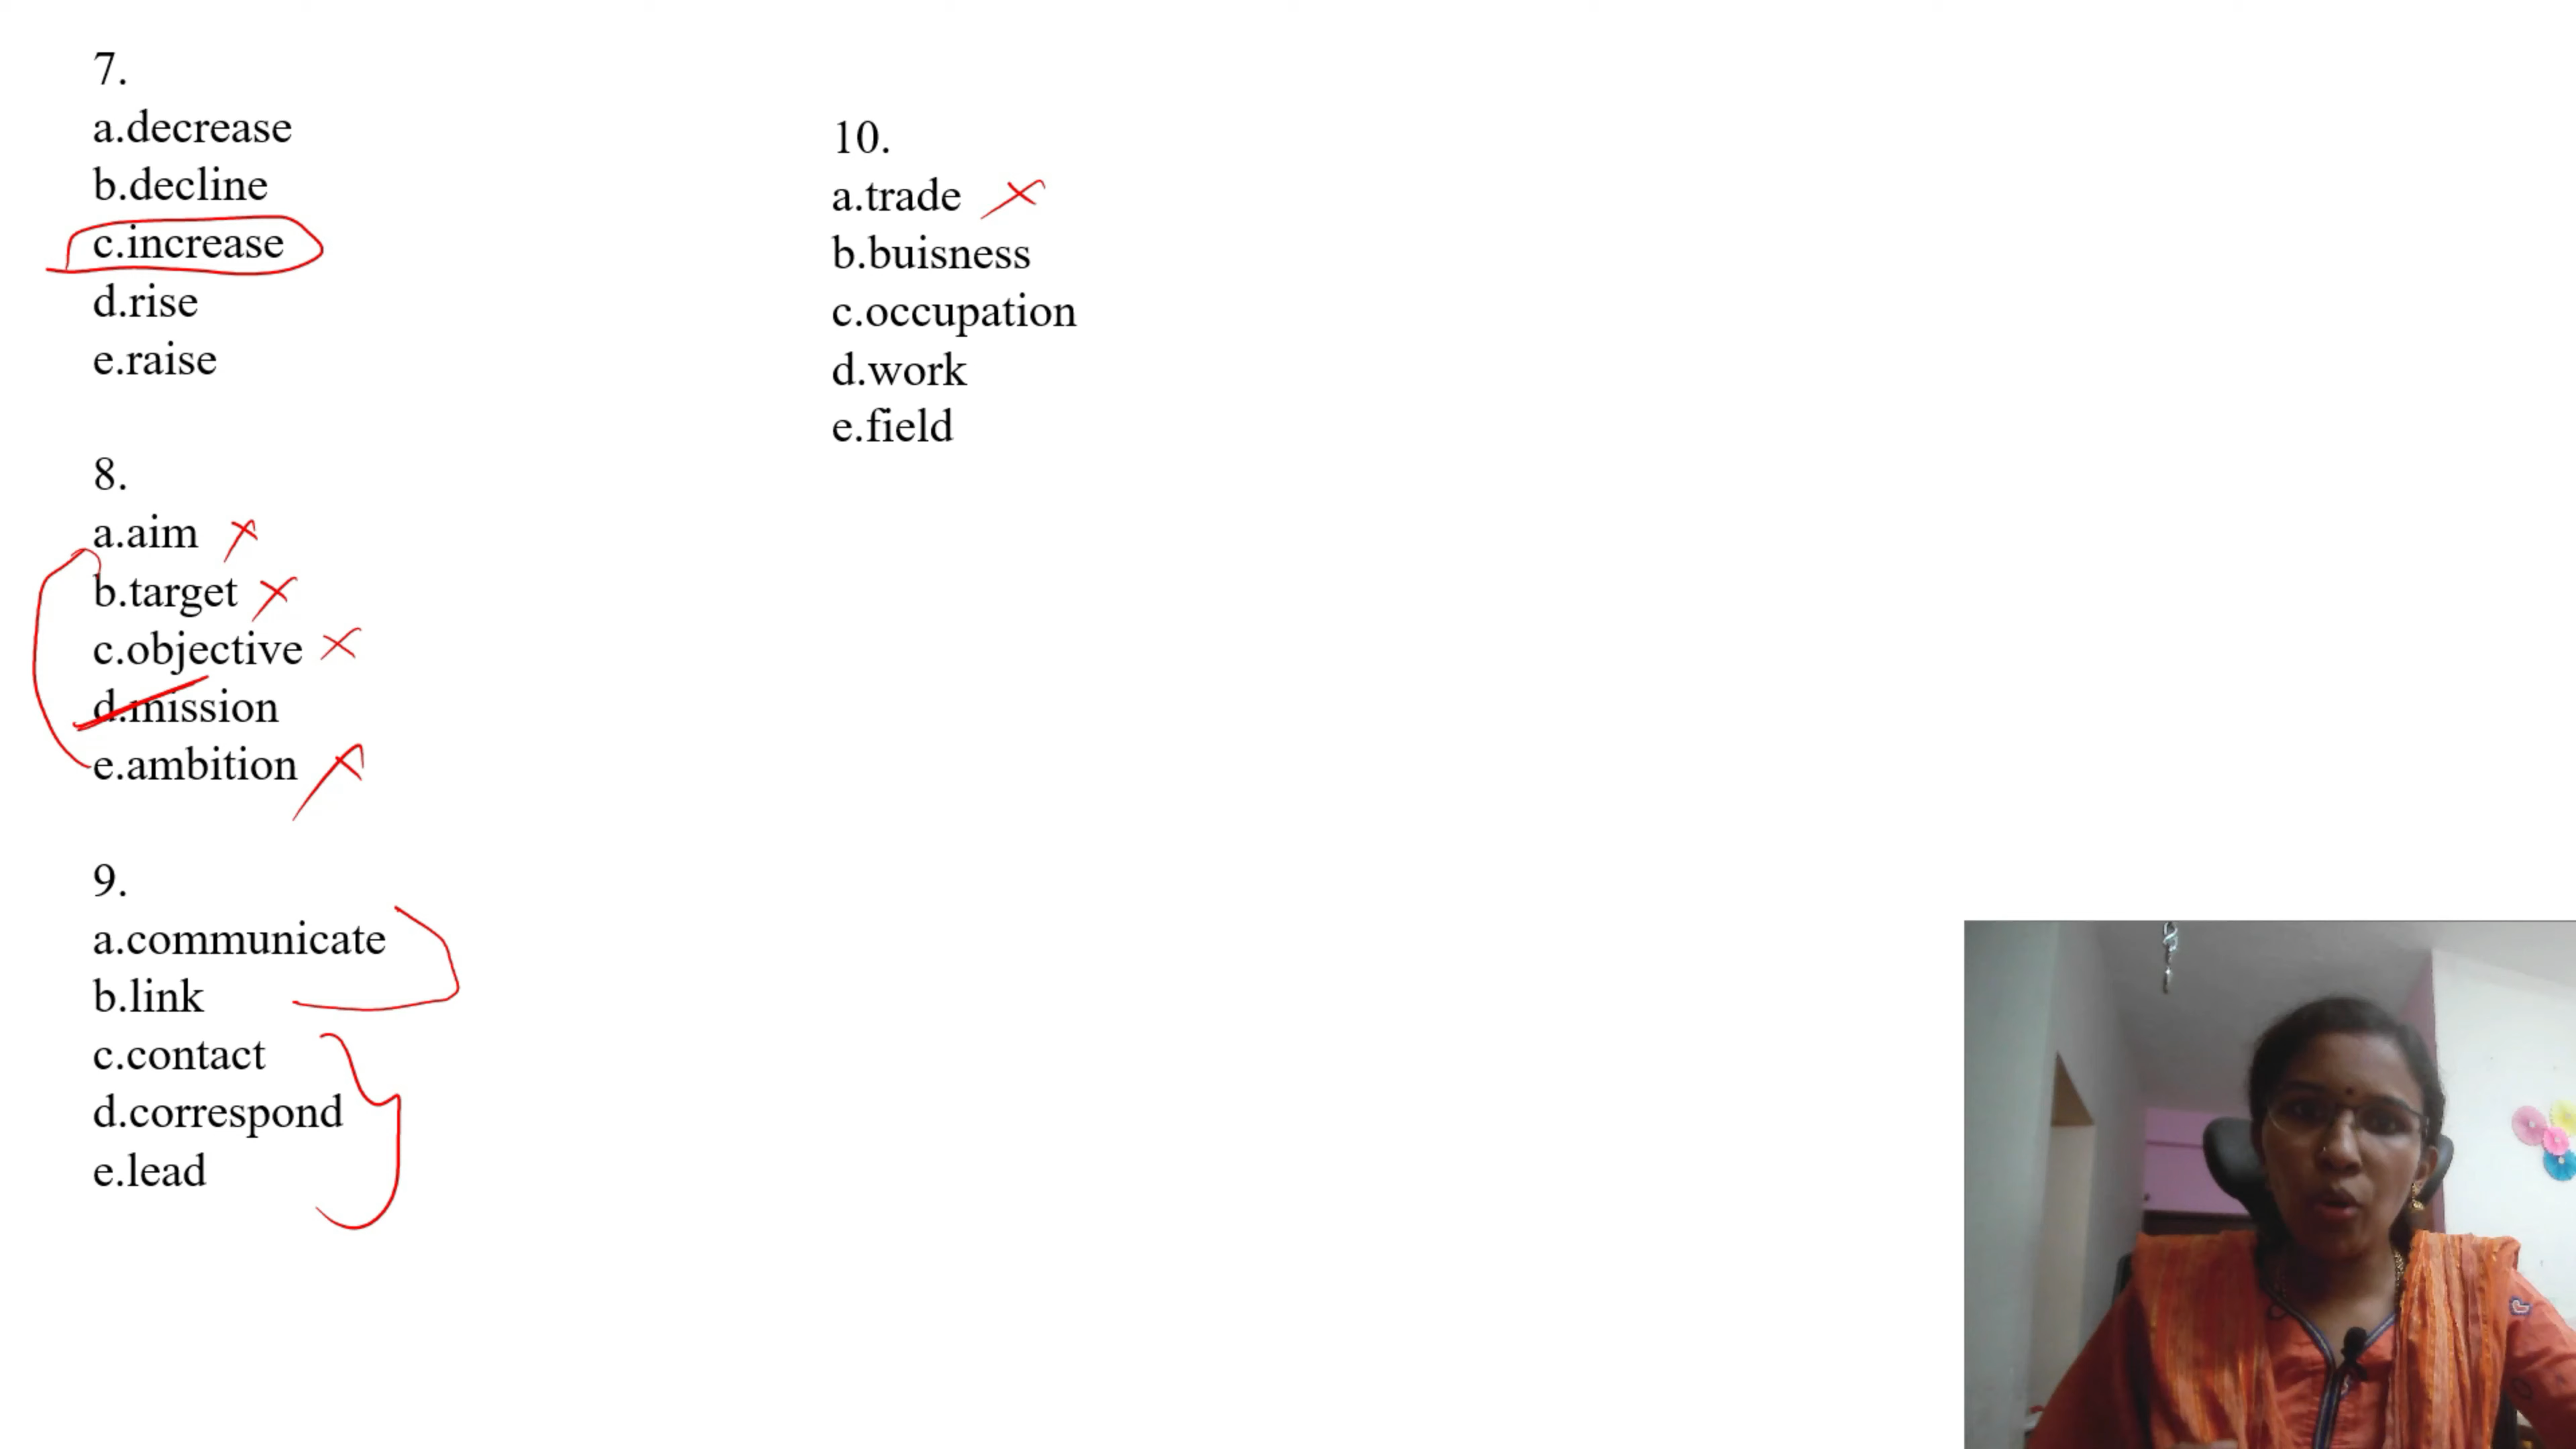 7.
a.decrease
b.decline
c.increase
d.rise
e.raise
8.
a.aim
b.target
c.objective
d.mission
e.ambition
9.
a.communicate
b.link
c.contact
d.correspond
e.lead
10.
a.trade
b.buisness
c.occupation
d.work
e.field